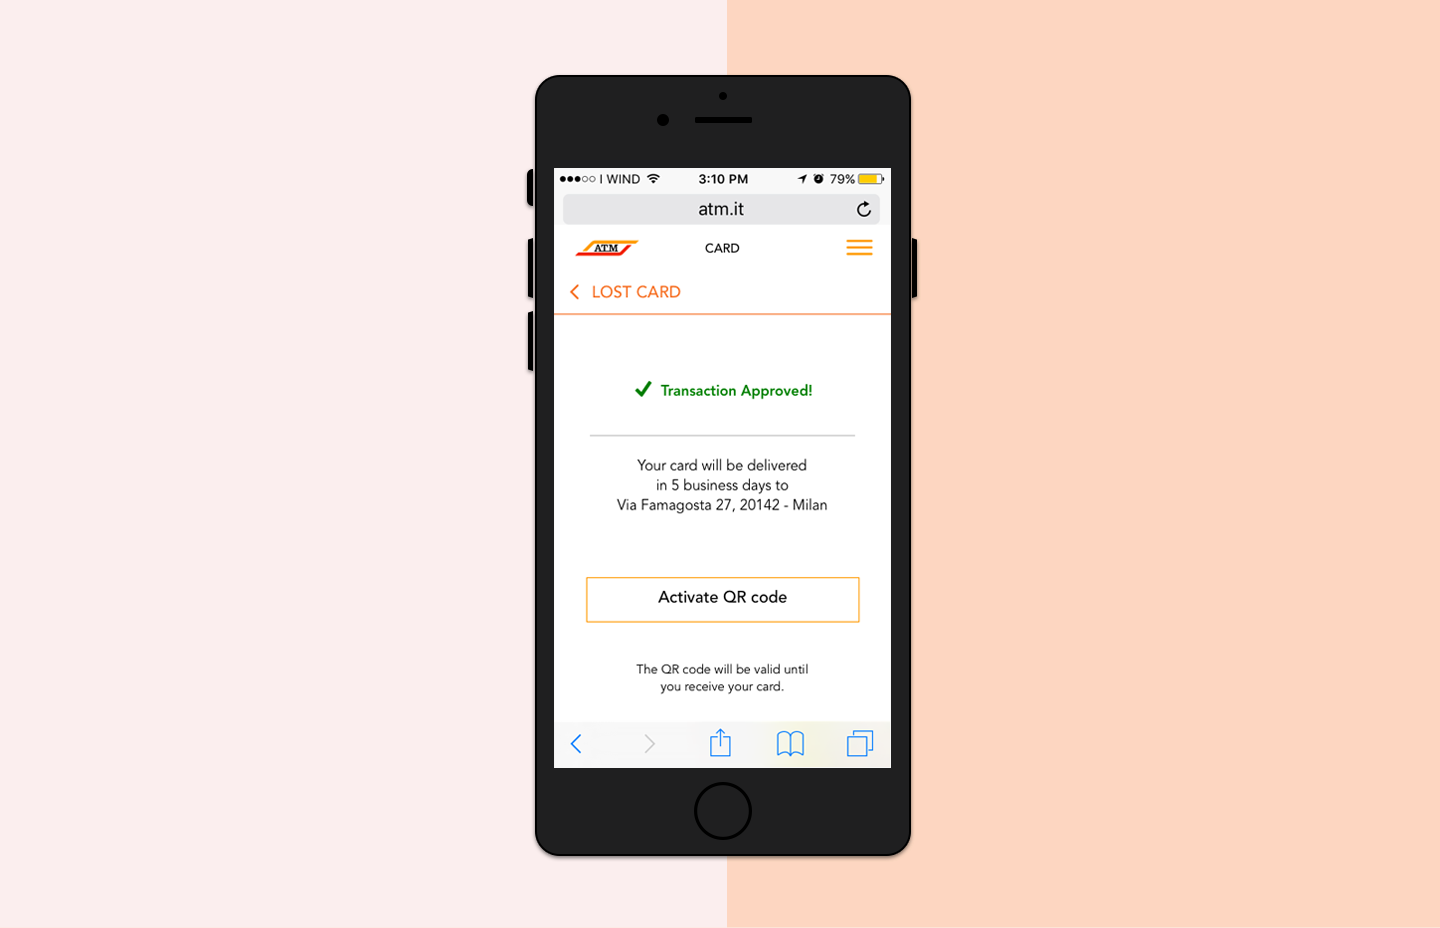 I WIND 3:10 PM 79%
atm.it
ATM CARD
LOST CARD
Transaction Approved!
Your card will be delivered
in 5 business days to
Via Famagosta 27, 20142 - Milan
Activate QR code
The QR code will be valid until
you receive your card.